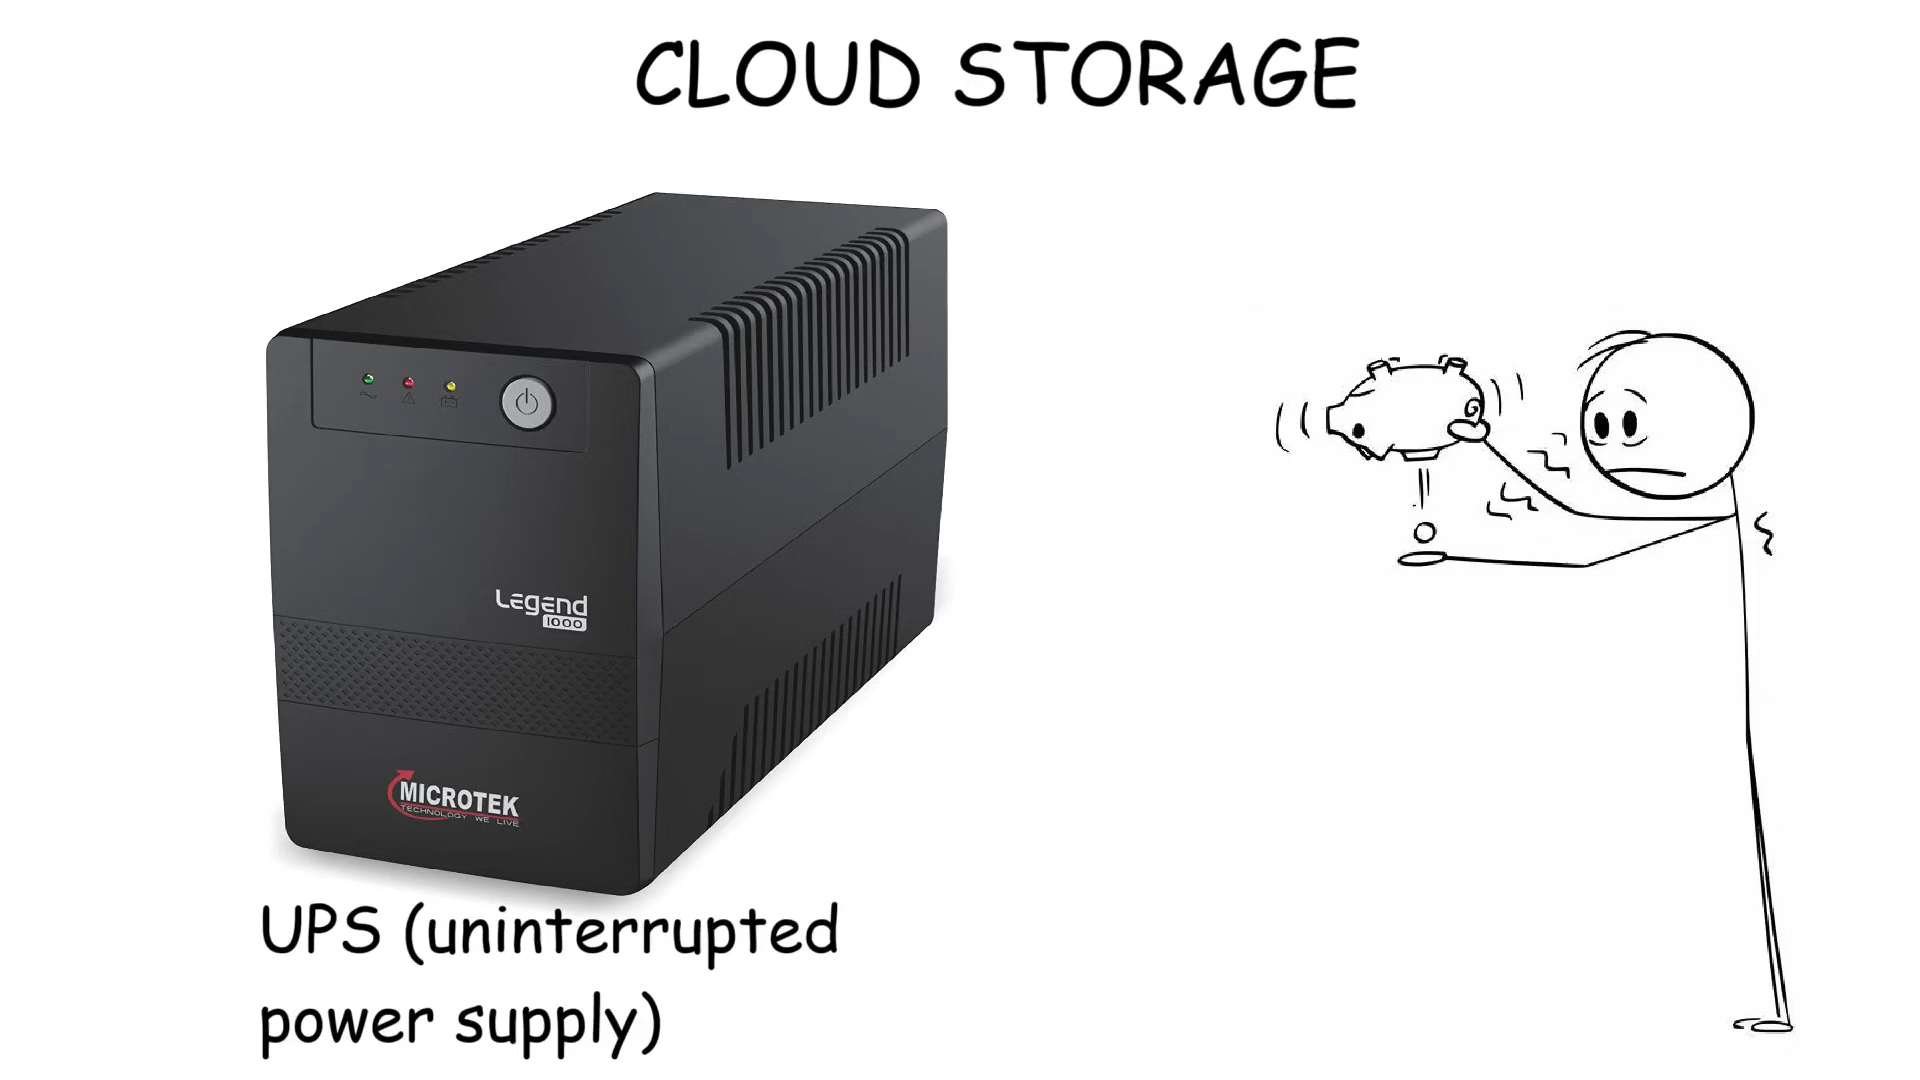 CLOUD STORAGE
Legend
1000
MICROTEK
TECHNOLOGY WE LIVE
UPS (uninterrupted
power supply)